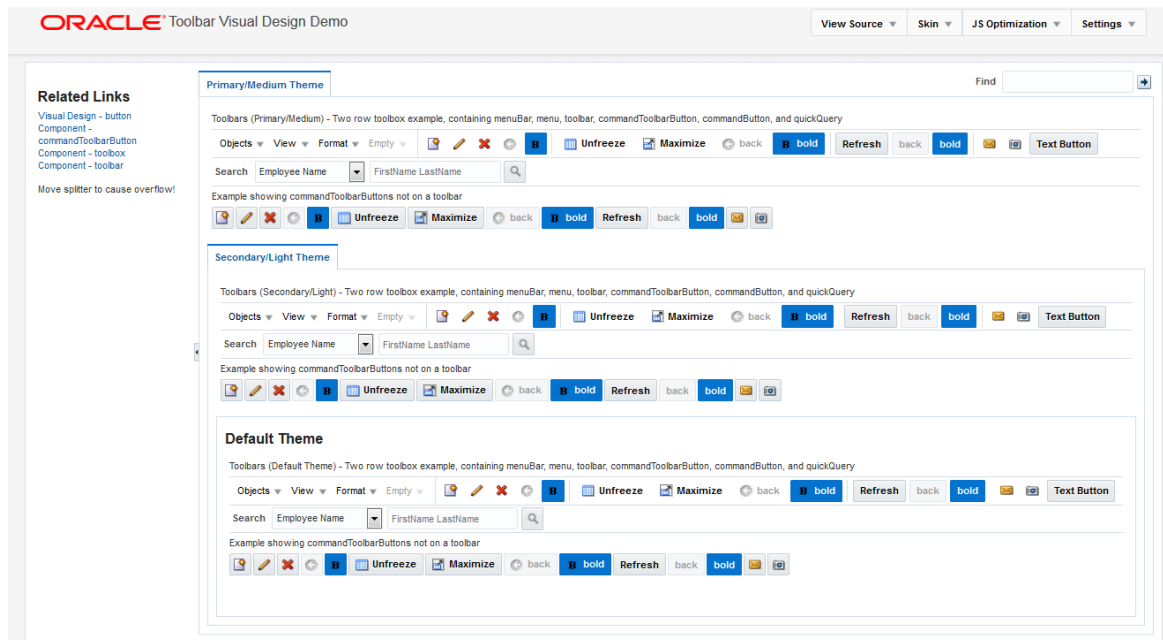 ORACLE Toolbar Visual Design Demo View Source Skin JS Optimization Settings
Primary/Medium Theme Find
Related Links
Visual Design - button
Component -
commandToolbarButton
Component - toolbox
Component - toolbar
Move splitter to cause overflow!
Toolbars (Primary/Medium) - Two row toolbox example, containing menuBar, menu, toolbar, commandToolbarButton, commandButton, and quickQuery
Objects View Format Empty B Unfreeze Maximize back B bold Refresh back bold Text Button
Search Employee Name FirstName LastName
Example showing commandToolbarButtons not on a toolbar
B Unfreeze Maximize back B bold Refresh back bold
Secondary/Light Theme
Toolbars (Secondary/Light) - Two row toolbox example, containing menuBar, menu, toolbar, commandToolbarButton, commandButton, and quickQuery
Objects View Format Empty B Unfreeze Maximize back B bold Refresh back bold Text Button
Search Employee Name FirstName LastName
Example showing commandToolbarButtons not on a toolbar
B Unfreeze Maximize back B bold Refresh back bold
Default Theme
Toolbars (Default Theme) - Two row toolbox example, containing menuBar, menu, toolbar, commandToolbarButton, commandButton, and quickQuery
Objects View Format Empty B Unfreeze Maximize back B bold Refresh back bold Text Button
Search Employee Name FirstName LastName
Example showing commandToolbarButtons not on a toolbar
B Unfreeze Maximize back B bold Refresh back bold